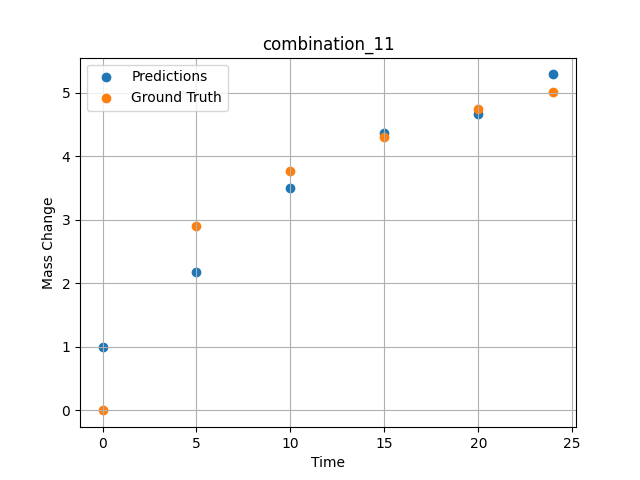 combination_11
Predictions
Ground Truth
Mass Change
5
4
3
2
1
0
0 5 10 15 20 25
Time